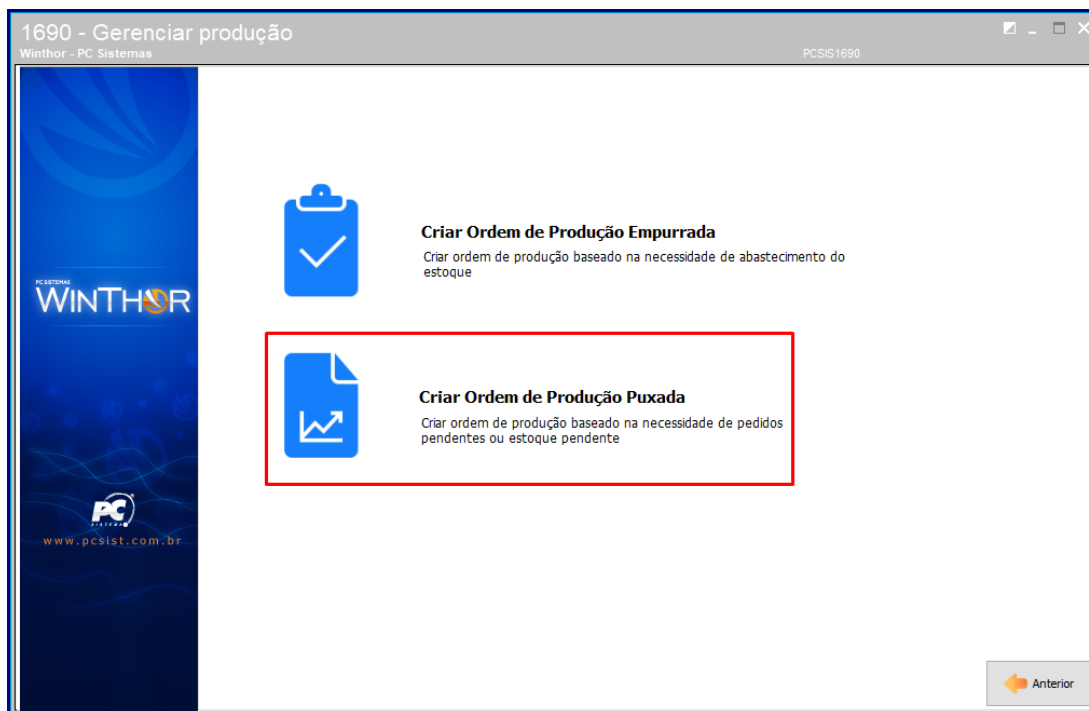 1690 - Gerenciar produção
Winthor - PC Sistemas
PCSIS1690
Criar Ordem de Produção Empurrada
Criar ordem de produção baseado na necessidade de abastecimento do
estoque
PC SISTEMAS
WINTHOR
Criar Ordem de Produção Puxada
Criar ordem de produção baseado na necessidade de pedidos
pendentes ou estoque pendente
PC
SISTEMAS
www.pcsist.com.br
Anterior